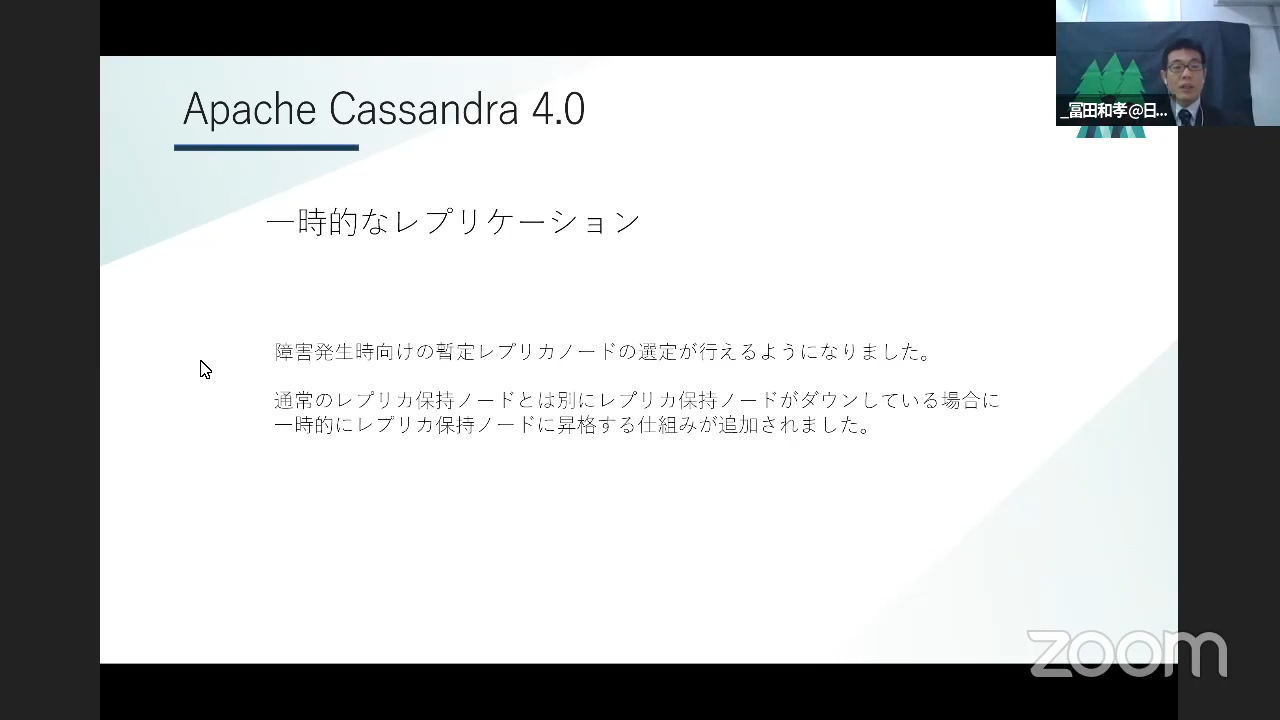 Apache Cassandra 4.0
_冨田和孝@日...
一時的なレプリケーション
障害発生時向けの暫定レプリカノードの選定が行えるようになりました。
通常のレプリカ保持ノードとは別にレプリカ保持ノードがダウンしている場合に
一時的にレプリカ保持ノードに昇格する仕組みが追加されました。
zoom